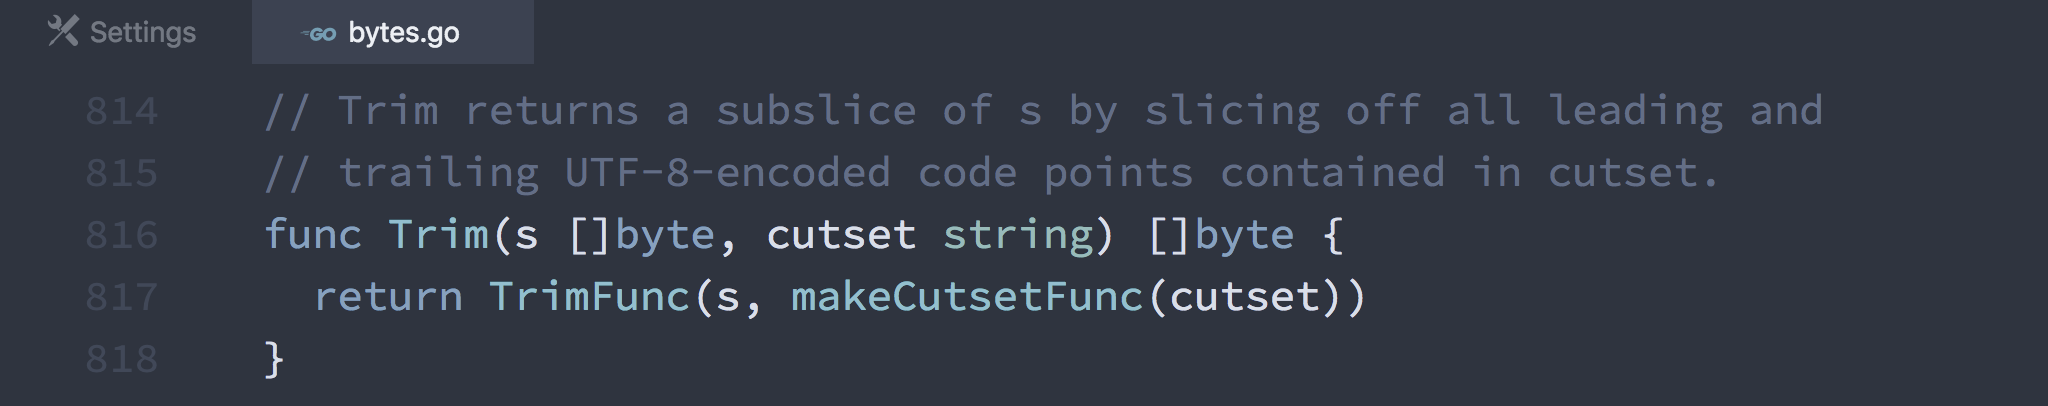 Settings
GO bytes.go
814 // Trim returns a subslice of s by slicing off all leading and
815 // trailing UTF-8-encoded code points contained in cutset.
816 func Trim(s []byte, cutset string) []byte {
817 return TrimFunc(s, makeCutsetFunc(cutset))
818 }